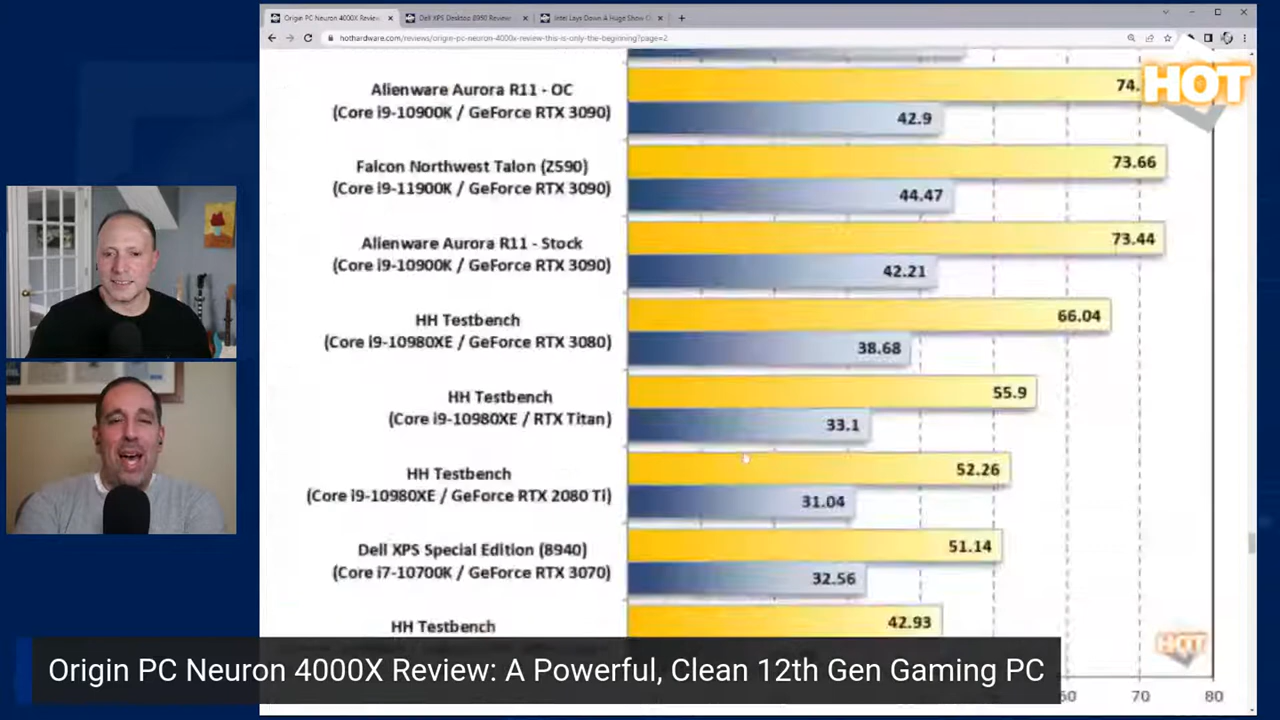 Origin PC Neuron 4000X Review
Dell XPS Desktop 8950 Review
Intel Lays Down A Huge Show O
hothardware.com/reviews/origin-pc-neuron-4000x-review-this-is-only-the-beginning?page=2
HOT
Alienware Aurora R11 - OC
(Core i9-10900K / GeForce RTX 3090)
74.
42.9
Falcon Northwest Talon (Z590)
(Core i9-11900K / GeForce RTX 3090)
73.66
44.47
Alienware Aurora R11 - Stock
(Core i9-10900K / GeForce RTX 3090)
73.44
42.21
HH Testbench
(Core i9-10980XE / GeForce RTX 3080)
66.04
38.68
HH Testbench
(Core i9-10980XE / RTX Titan)
55.9
33.1
HH Testbench
(Core i9-10980XE / GeForce RTX 2080 Ti)
52.26
31.04
Dell XPS Special Edition (8940)
(Core i7-10700K / GeForce RTX 3070)
51.14
32.56
HH Testbench
42.93
HOT
Origin PC Neuron 4000X Review: A Powerful, Clean 12th Gen Gaming PC
60 70 80